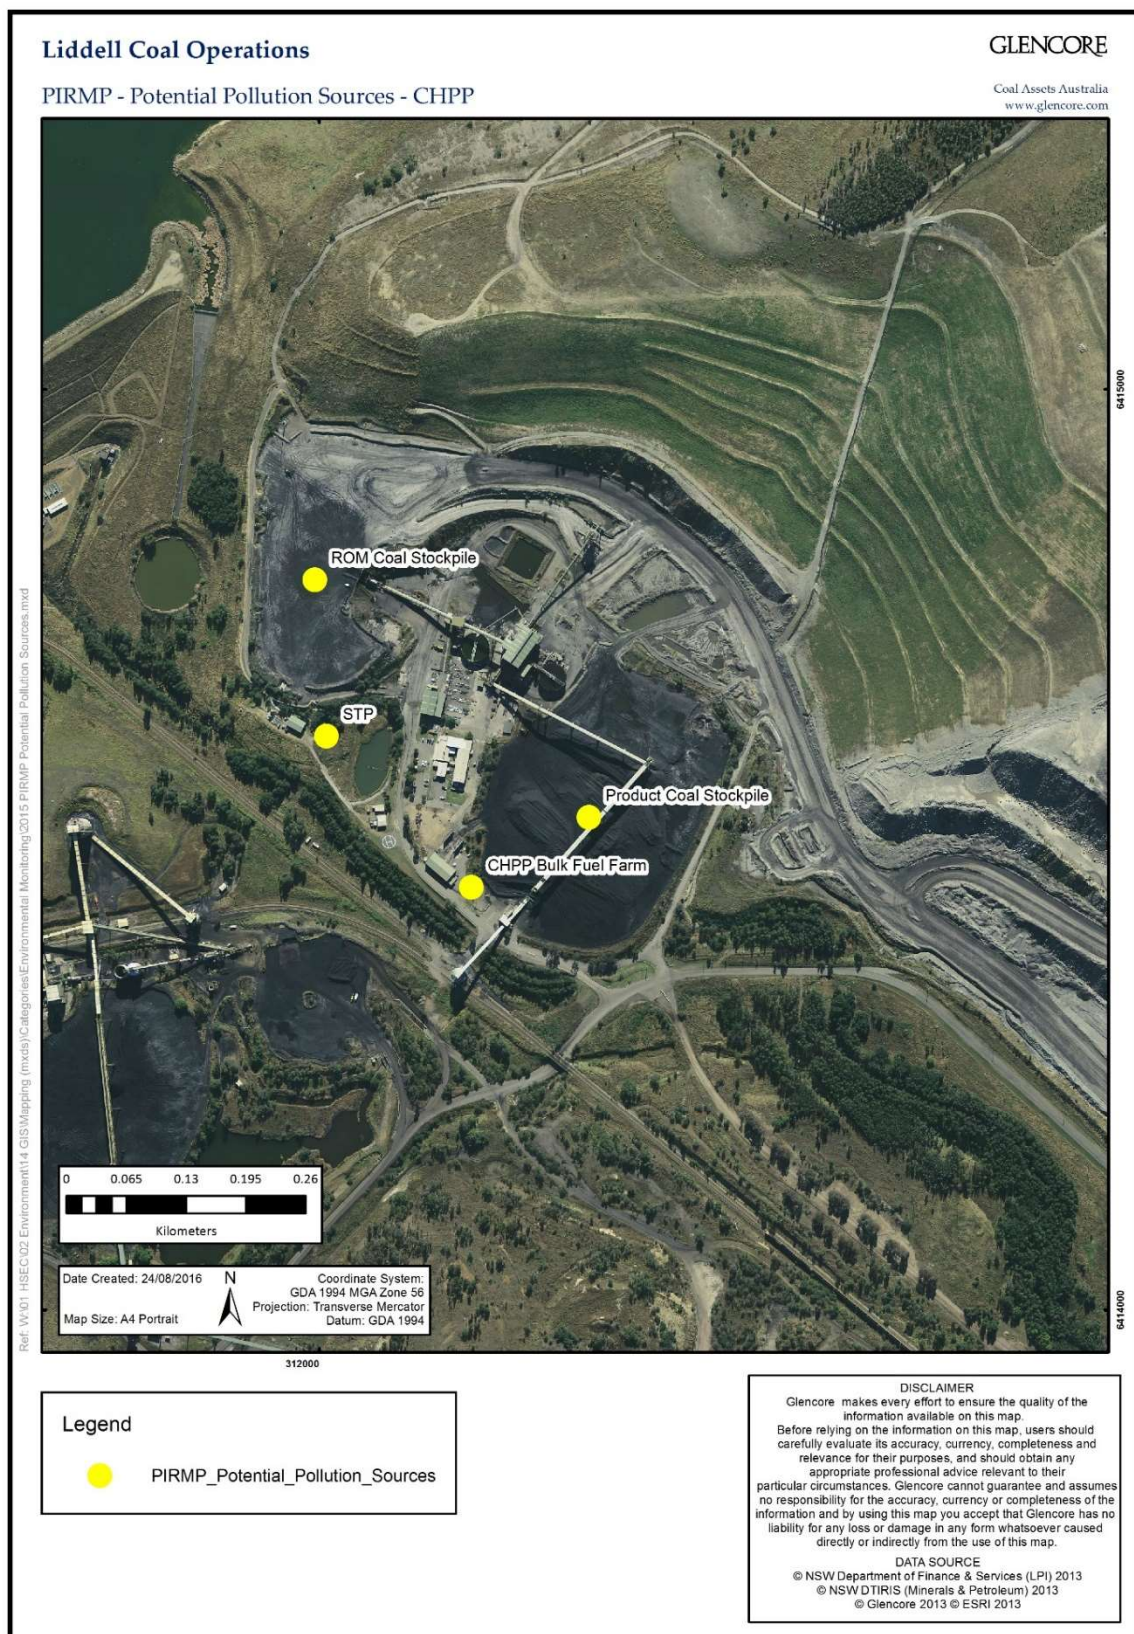 Liddell Coal Operations
GLENCORE
PIRMP - Potential Pollution Sources - CHPP
Coal Assets Australia
www.glencore.com
6415000
ROM Coal Stockpile
STP
Product Coal Stockpile
CHPP Bulk Fuel Farm
H
Ref: W:\01 HSEC\02 Environment\14 GIS\Mapping (mxds)\Categories\Environmental Monitoring\2015 PIRMP Potential Pollution Sources.mxd
0 0.065 0.13 0.195 0.26
Kilometers
Date Created: 24/08/2016
Map Size: A4 Portrait
N
Coordinate System:
GDA 1994 MGA Zone 56
Projection: Transverse Mercator
Datum: GDA 1994
6414000
312000
Legend
PIRMP_Potential_Pollution_Sources
DISCLAIMER
Glencore makes every effort to ensure the quality of the
information available on this map.
Before relying on the information on this map, users should
carefully evaluate its accuracy, currency, completeness and
relevance for their purposes, and should obtain any
appropriate professional advice relevant to their
particular circumstances. Glencore cannot guarantee and assumes
no responsibility for the accuracy, currency or completeness of the
information and by using this map you accept that Glencore has no
liability for any loss or damage in any form whatsoever caused
directly or indirectly from the use of this map.
DATA SOURCE
© NSW Department of Finance & Services (LPI) 2013
© NSW DTIRIS (Minerals & Petroleum) 2013
© Glencore 2013 © ESRI 2013